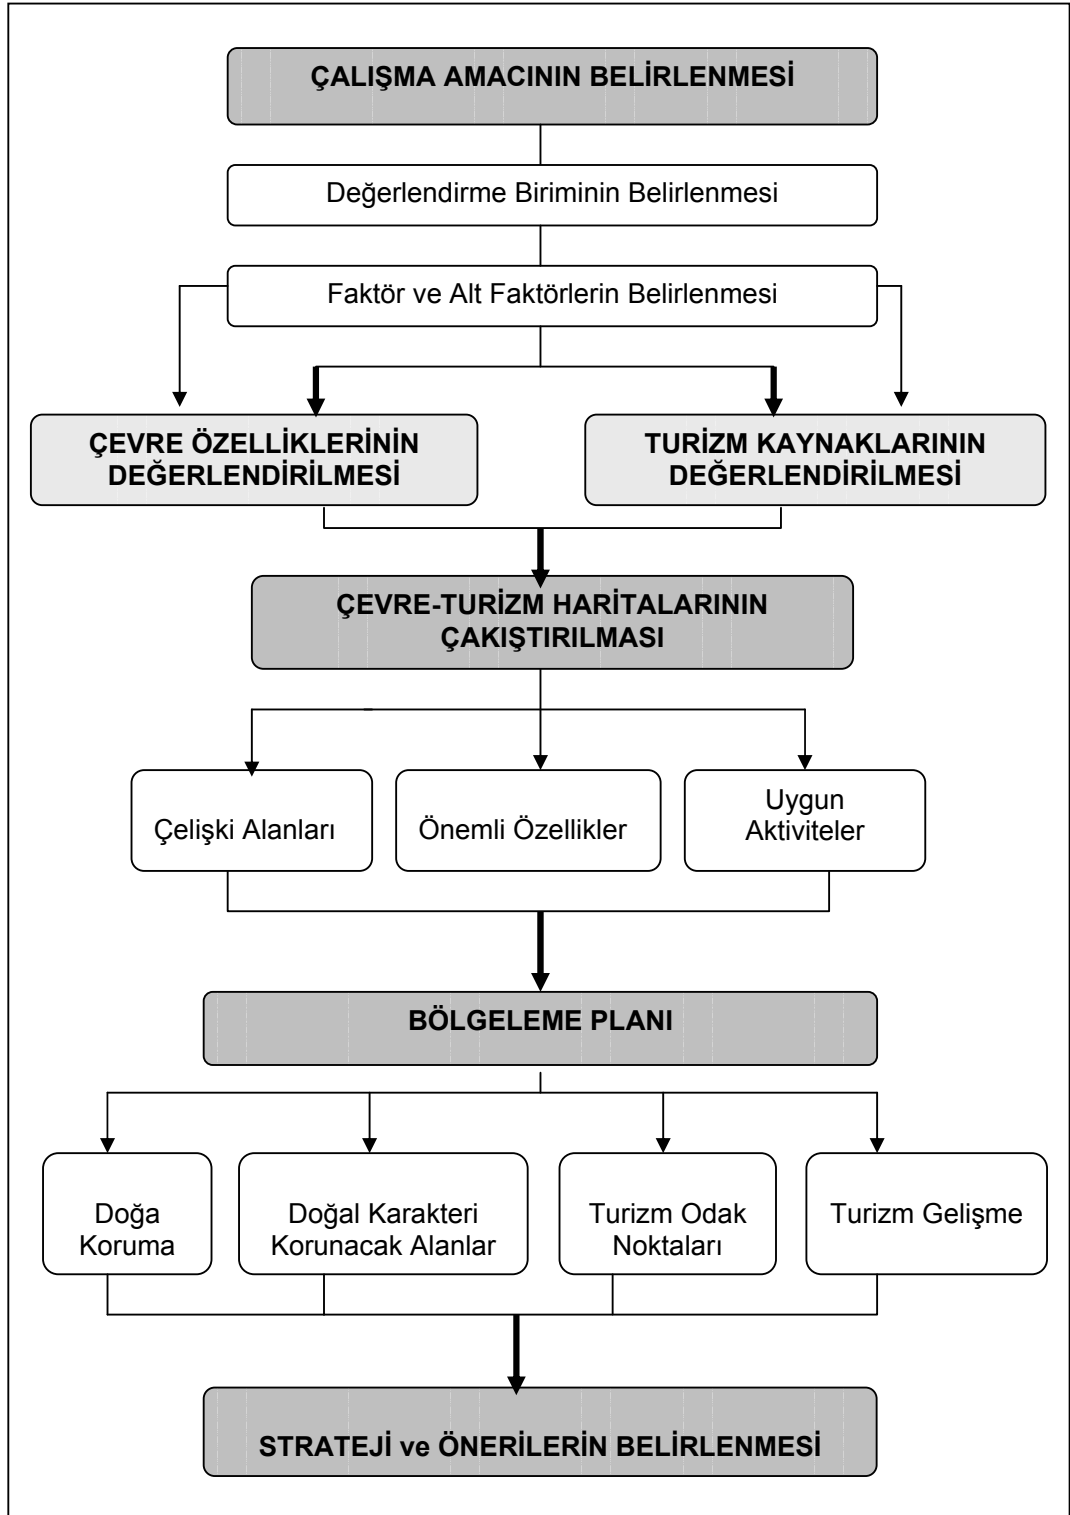 ÇALIŞMA AMACININ BELİRLENMESİ
Değerlendirme Biriminin Belirlenmesi
Faktör ve Alt Faktörlerin Belirlenmesi
ÇEVRE ÖZELLİKLERİNİN
DEĞERLENDİRİLMESİ
TURİZM KAYNAKLARININ
DEĞERLENDİRİLMESİ
ÇEVRE-TURİZM HARİTALARININ
ÇAKIŞTIRILMASI
Çelişki Alanları
Önemli Özellikler
Uygun
Aktiviteler
BÖLGELEME PLANI
Doğa
Koruma
Doğal Karakteri
Korunacak Alanlar
Turizm Odak
Noktaları
Turizm Gelişme
STRATEJİ ve ÖNERİLERİN BELİRLENMESİ